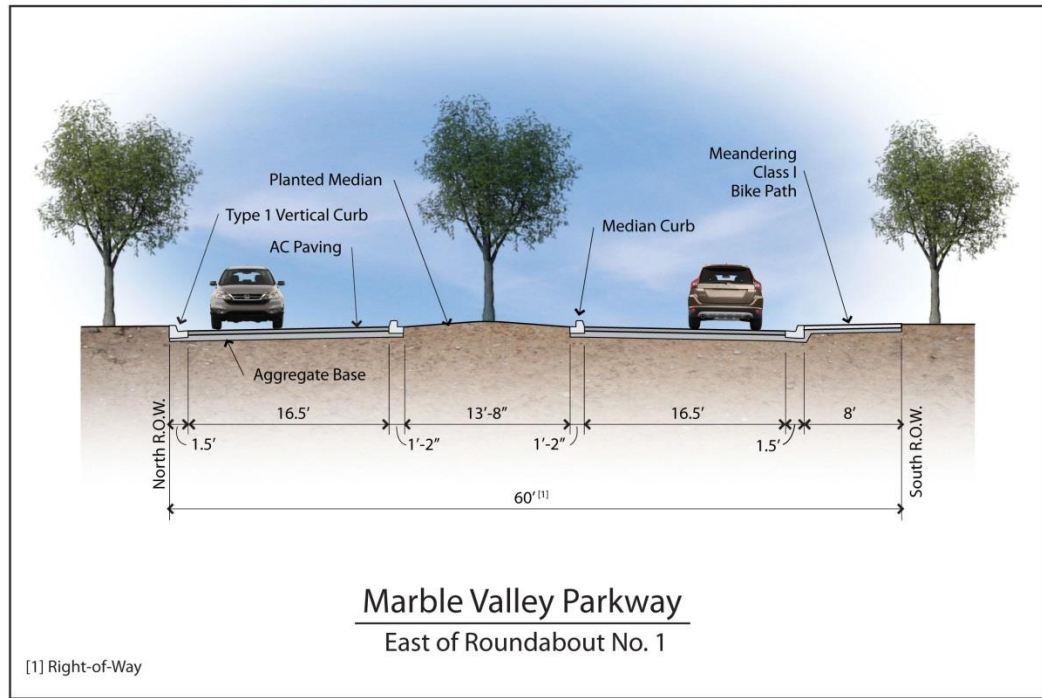 Meandering
Class I
Bike Path
Planted Median
Type 1 Vertical Curb
Median Curb
AC Paving
Aggregate Base
16.5’
13’-8”
16.5’
8’
1.5’
1’-2”
1’-2”
1.5’
North R.O.W.
South R.O.W.
60’ [1]
Marble Valley Parkway
East of Roundabout No. 1
[1] Right-of-Way